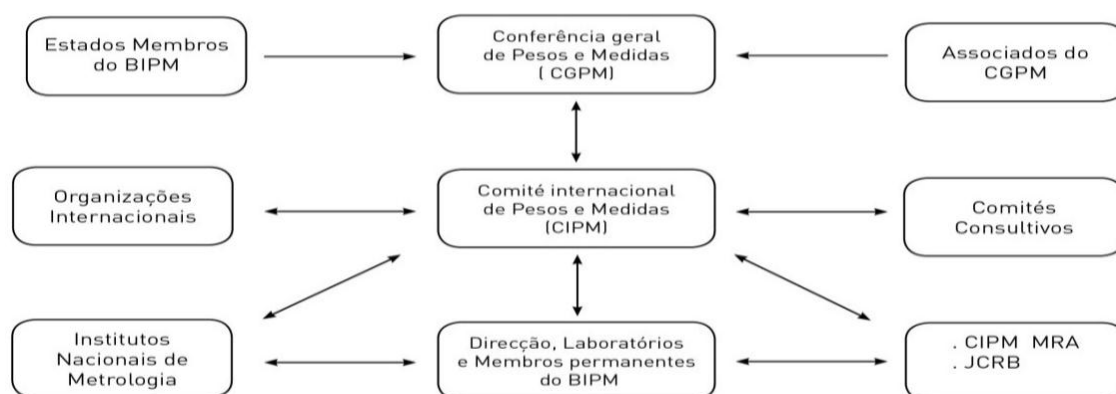 Estados Membros
do BIPM
Conferência geral
de Pesos e Medidas
( CGPM)
Associados do
CGPM
Organizações
Internacionais
Comité internacional
de Pesos e Medidas
(CIPM)
Comités
Consultivos
Institutos
Nacionais de
Metrologia
Direcção, Laboratórios
e Membros permanentes
do BIPM
. CIPM MRA
. JCRB